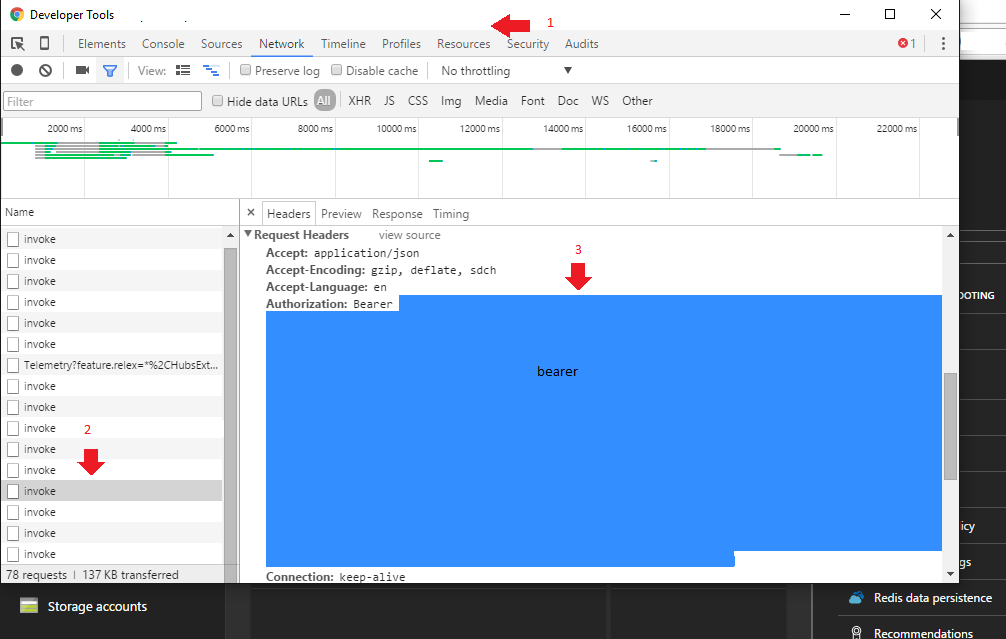 Developer Tools
1
Elements Console Sources Network Timeline Profiles Resources Security Audits 1
View: Preserve log Disable cache No throttling
Filter Hide data URLs All XHR JS CSS Img Media Font Doc WS Other
2000 ms 4000 ms 6000 ms 8000 ms 10000 ms 12000 ms 14000 ms 16000 ms 18000 ms 20000 ms 22000 ms
Name
invoke
invoke
invoke
invoke
invoke
invoke
Telemetry?feature.relex=*%2CHubsExt...
invoke
invoke
invoke
2
invoke
invoke
invoke
invoke
invoke
invoke
78 requests | 137 KB transferred
× Headers Preview Response Timing
Request Headers view source
Accept: application/json
3
Accept-Encoding: gzip, deflate, sdch
Accept-Language: en
Authorization: Bearer
bearer
Connection: keep-alive
OOTING
icy
gs
Storage accounts
Redis data persistence
Recommendations